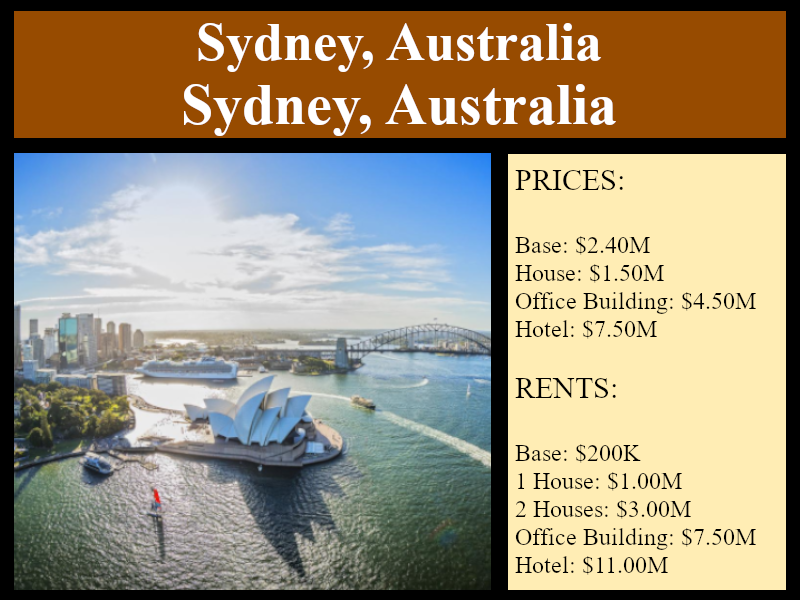 Sydney, Australia
Sydney, Australia
PRICES:
Base: $2.40M
House: $1.50M
Office Building: $4.50M
Hotel: $7.50M
RENTS:
Base: $200K
1 House: $1.00M
2 Houses: $3.00M
Office Building: $7.50M
Hotel: $11.00M